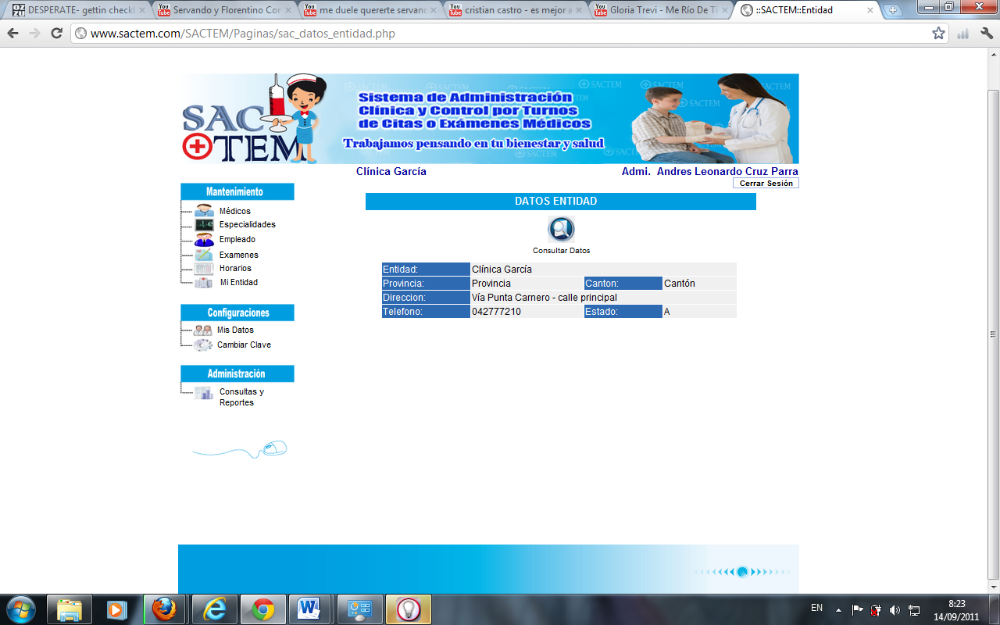 DESPERATE- gettin checkl
Servando y Florentino Cor
me duele quererte servand
cristian castro - es mejor a
Gloria Trevi - Me Río De Ti
::SACTEM::Entidad
www.sactem.com/SACTEM/Paginas/sac_datos_entidad.php
SACTEM
Sistema de Administración
Clínica y Control por Turnos
de Citas o Exámenes Médicos
Trabajamos pensando en tu bienestar y salud
Clínica García
Admi. Andres Leonardo Cruz Parra
Cerrar Sesión
Mantenimiento
Médicos
Especialidades
Empleado
Examenes
Horarios
Mi Entidad
Configuraciones
Mis Datos
Cambiar Clave
Administración
Consultas y
Reportes
DATOS ENTIDAD
Consultar Datos
Entidad: Clínica García
Provincia: Provincia Canton: Cantón
Direccion: Vía Punta Carnero - calle principal
Telefono: 042777210 Estado: A
EN
8:23
14/09/2011